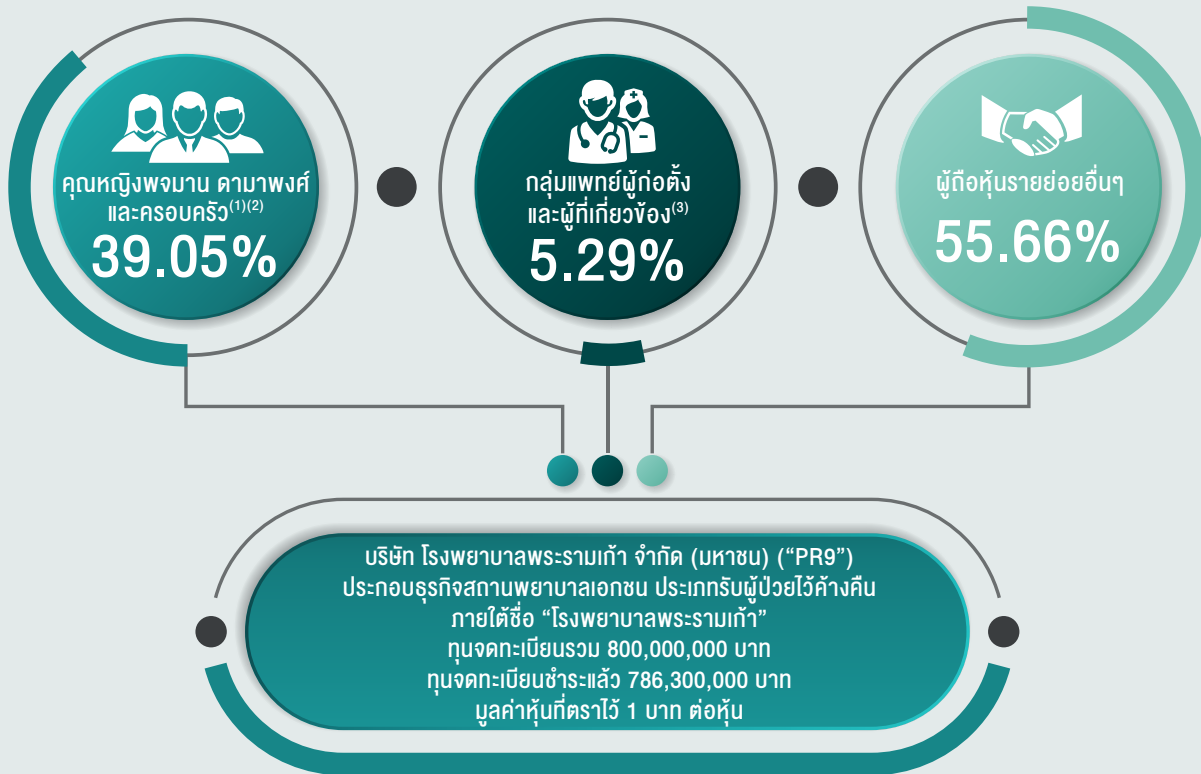 คุณหญิงพจมาน ดามาพงศ์
และครอบครัว(1)(2)
39.05%
กลุ่มแพทย์ผู้ก่อตั้ง
และผู้ที่เกี่ยวข้อง(3)
5.29%
ผู้ถือหุ้นรายย่อยอื่นๆ
55.66%
บริษัท โรงพยาบาลพระรามเก้า จำกัด (มหาชน) (“PR9”)
ประกอบธุรกิจสถานพยาบาลเอกชน ประเภทรับผู้ป่วยไว้ค้างคืน
ภายใต้ชื่อ “โรงพยาบาลพระรามเก้า”
ทุนจดทะเบียนรวม 800,000,000 บาท
ทุนจดทะเบียนชำระแล้ว 786,300,000 บาท
มูลค่าหุ้นที่ตราไว้ 1 บาท ต่อหุ้น